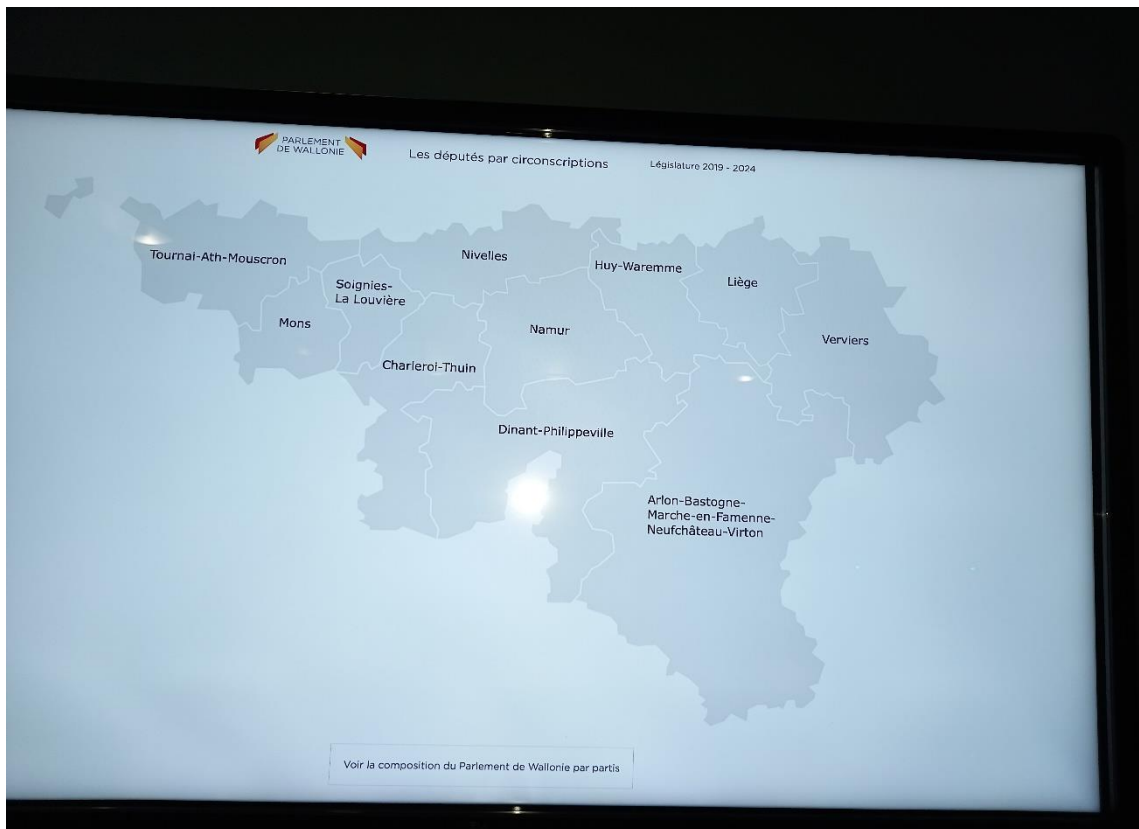 PARLEMENT
DE WALLONIE
Les députés par circonscriptions
Législature 2019 - 2024
Tournai-Ath-Mouscron
Nivelles
Huy-Waremme
Liège
Soignies-
La Louvière
Mons
Namur
Verviers
Charleroi-Thuin
Dinant-Philippeville
Arlon-Bastogne-
Marche-en-Famenne-
Neufchâteau-Virton
Voir la composition du Parlement de Wallonie par partis